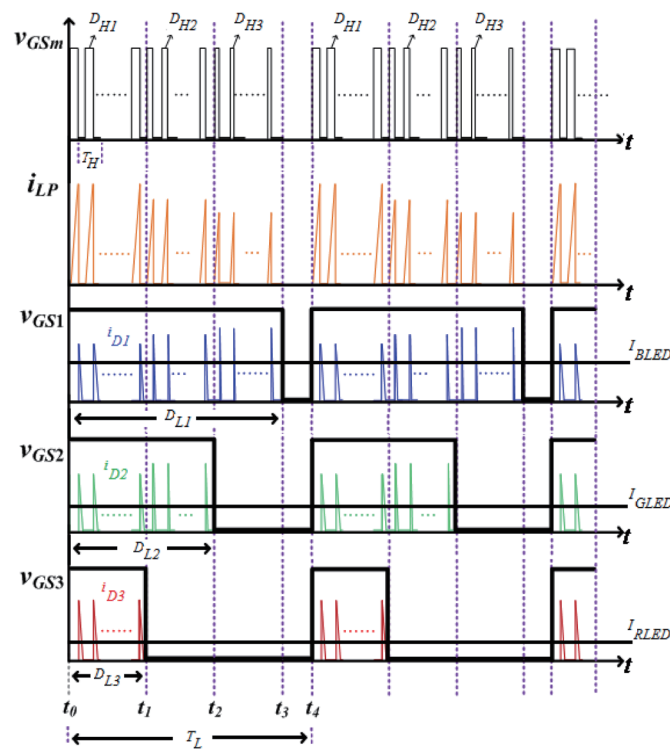 D_H1 D_H2 D_H3 D_H1 D_H2 D_H3
v_GSm
t
T_H
i_LP
t
v_GS1
i_D1
I_BLED
D_L1
t
v_GS2
i_D2
I_GLED
D_L2
t
v_GS3
i_D3
I_RLED
D_L3
t
t_0 t_1 t_2 t_3 t_4
T_L